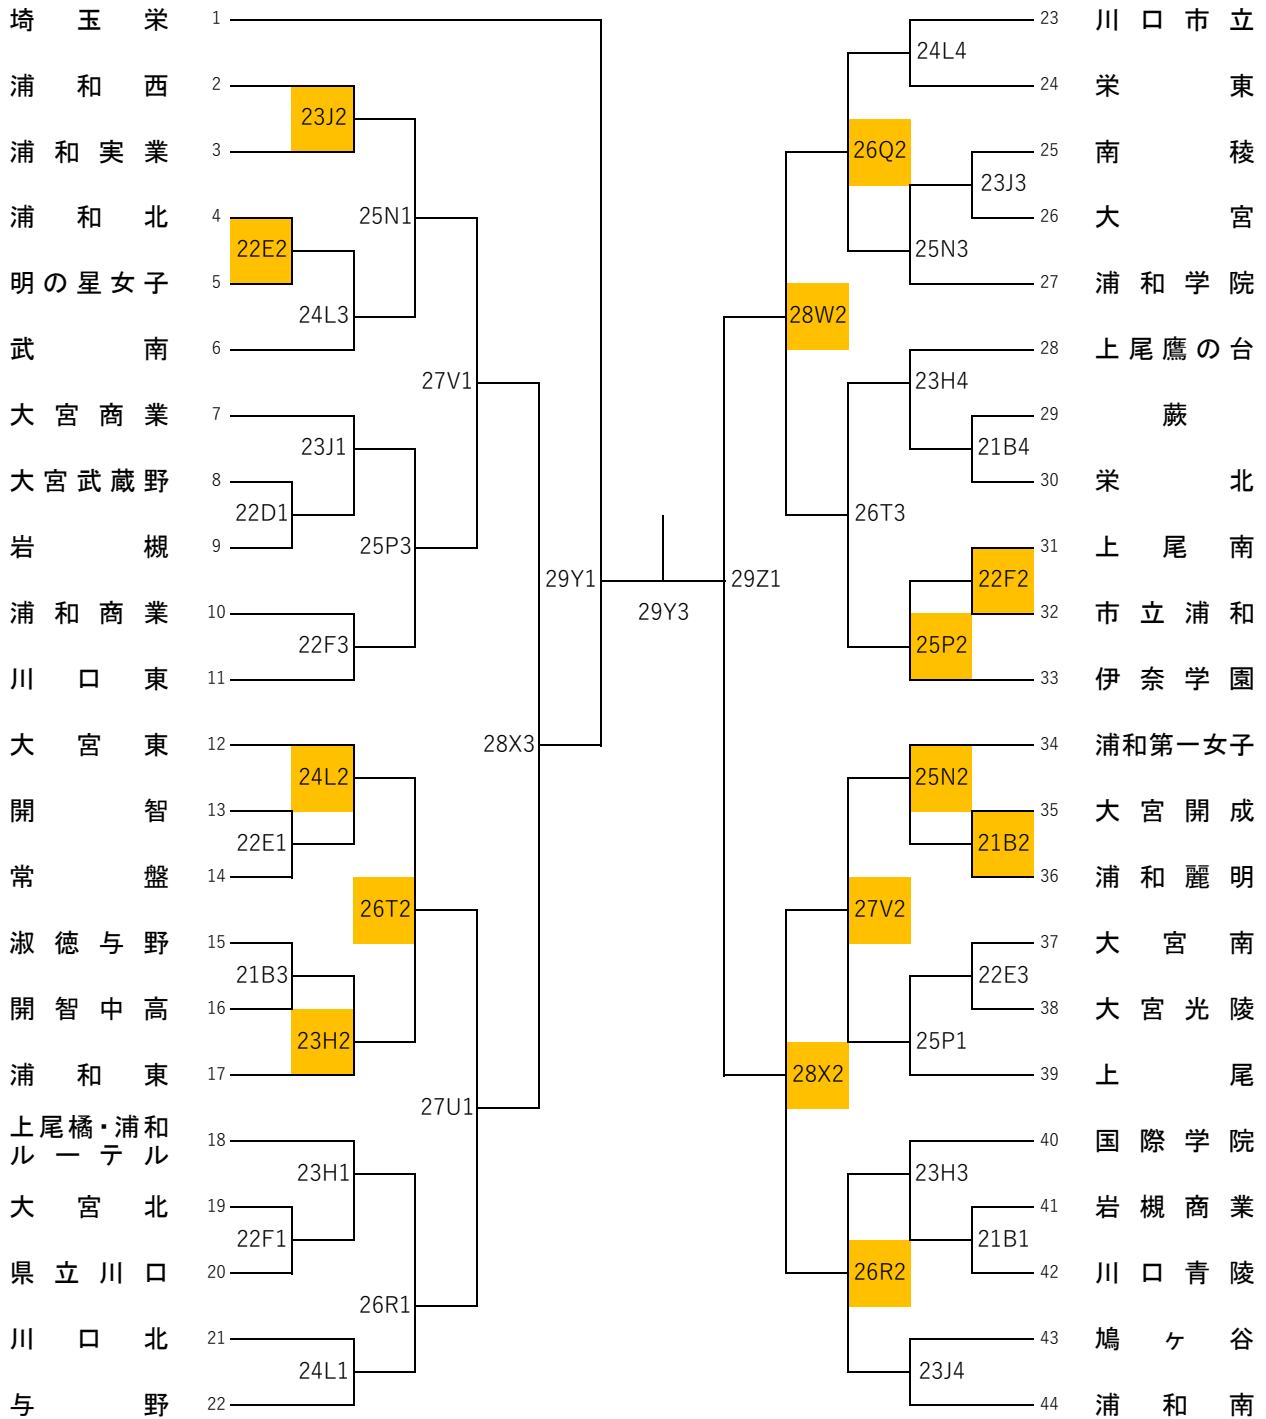 埼玉栄 1
浦和西 2
23J2
浦和実業 3
浦和北 4
25N1
22E2
明の星女子 5
24L3
武南 6
27V1
大宮商業 7
23J1
大宮武蔵野 8
22D1
岩槻 9
25P3
29Y1
浦和商業 10
22F3
川口東 11
大宮東 12
28X3
24L2
開智 13
22E1
常盤 14
26T2
淑徳与野 15
21B3
開智中高 16
23H2
浦和東 17
27U1
上尾橘・浦和
ルーテル 18
23H1
大宮北 19
22F1
県立川口 20
26R1
川口北 21
24L1
与野 22
29Y3
23 川口市立
24L4
24 栄東
26Q2
25 南稜
23J3
26 大宮
25N3
27 浦和学院
28W2
28 上尾鷹の台
23H4
29 蕨
21B4
30 栄北
26T3
31 上尾南
29Z1
22F2
32 市立浦和
25P2
33 伊奈学園
34 浦和第一女子
25N2
35 大宮開成
21B2
36 浦和麗明
27V2
37 大宮南
22E3
38 大宮光陵
25P1
28X2
39 上尾
40 国際学院
23H3
41 岩槻商業
21B1
42 川口青陵
26R2
43 鳩ヶ谷
23J4
44 浦和南